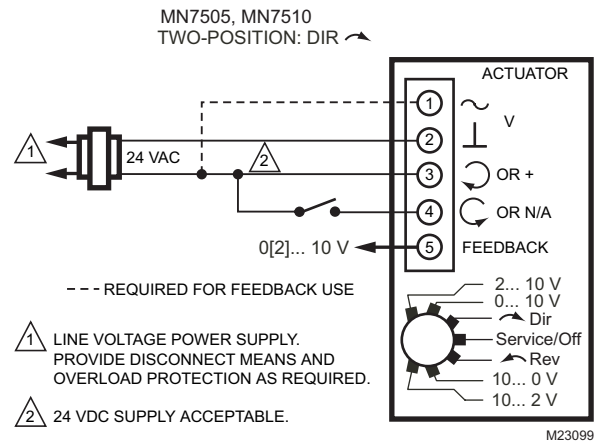 MN7505, MN7510
TWO-POSITION: DIR
ACTUATOR
1
V
1
24 VAC
2
2
3
OR +
4
OR N/A
0[2]... 10 V
5
FEEDBACK
--- REQUIRED FOR FEEDBACK USE
2... 10 V
0... 10 V
Dir
Service/Off
Rev
10... 0 V
10... 2 V
1 LINE VOLTAGE POWER SUPPLY.
PROVIDE DISCONNECT MEANS AND
OVERLOAD PROTECTION AS REQUIRED.
2 24 VDC SUPPLY ACCEPTABLE.
M23099